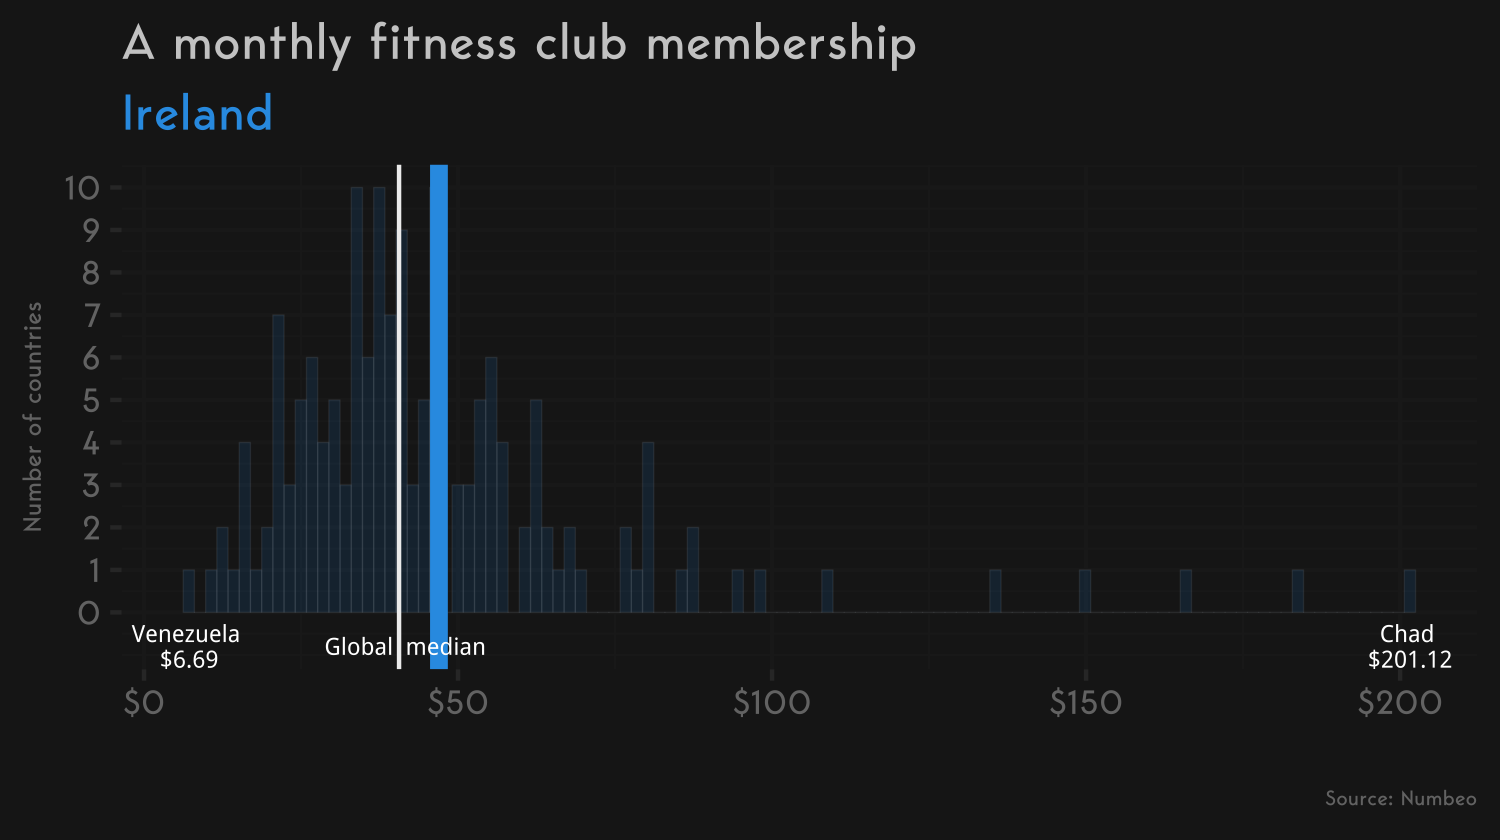 A monthly fitness club membership
Ireland
Number of countries
10
9
8
7
6
5
4
3
2
1
0
Venezuela
$6.69
Global median
Chad
$201.12
$0
$50
$100
$150
$200
Source: Numbeo